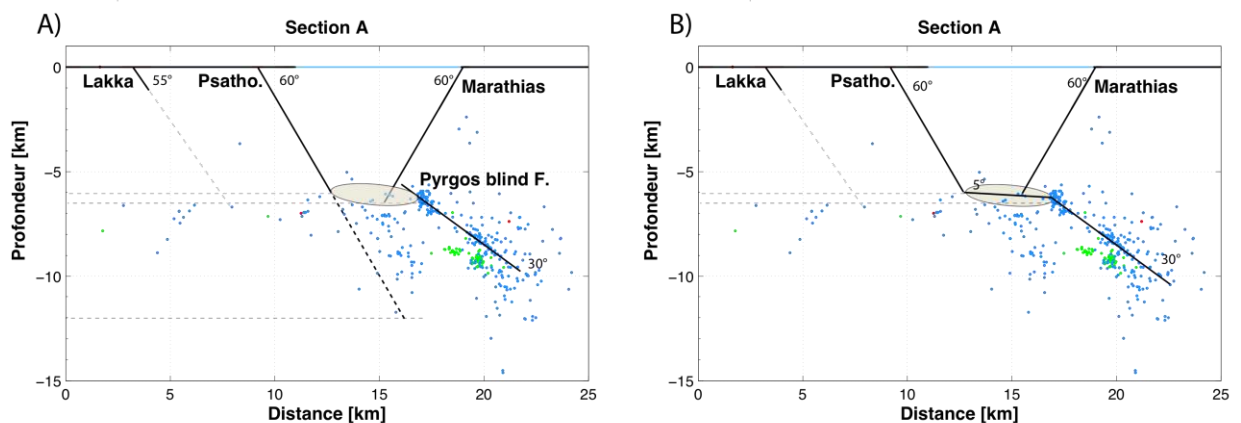 A)
Section A
0
Lakka
55°
Psatho.
60°
60°
Marathias
Pyrgos blind F.
30°
−5
−10
−15
Profondeur [km]
0
5
10
15
20
25
Distance [km]
B)
Section A
0
Lakka
Psatho.
60°
60°
Marathias
5°
30°
−5
−10
−15
Profondeur [km]
0
5
10
15
20
25
Distance [km]